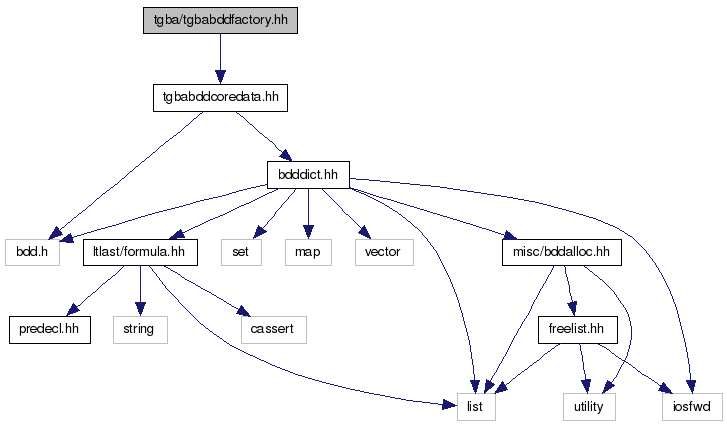 tgba/tgbabddfactory.hh
tgbabddcoredata.hh
bdddict.hh
bdd.h
ltlast/formula.hh
set
map
vector
misc/bddalloc.hh
predecl.hh
string
cassert
freelist.hh
list
utility
iosfwd